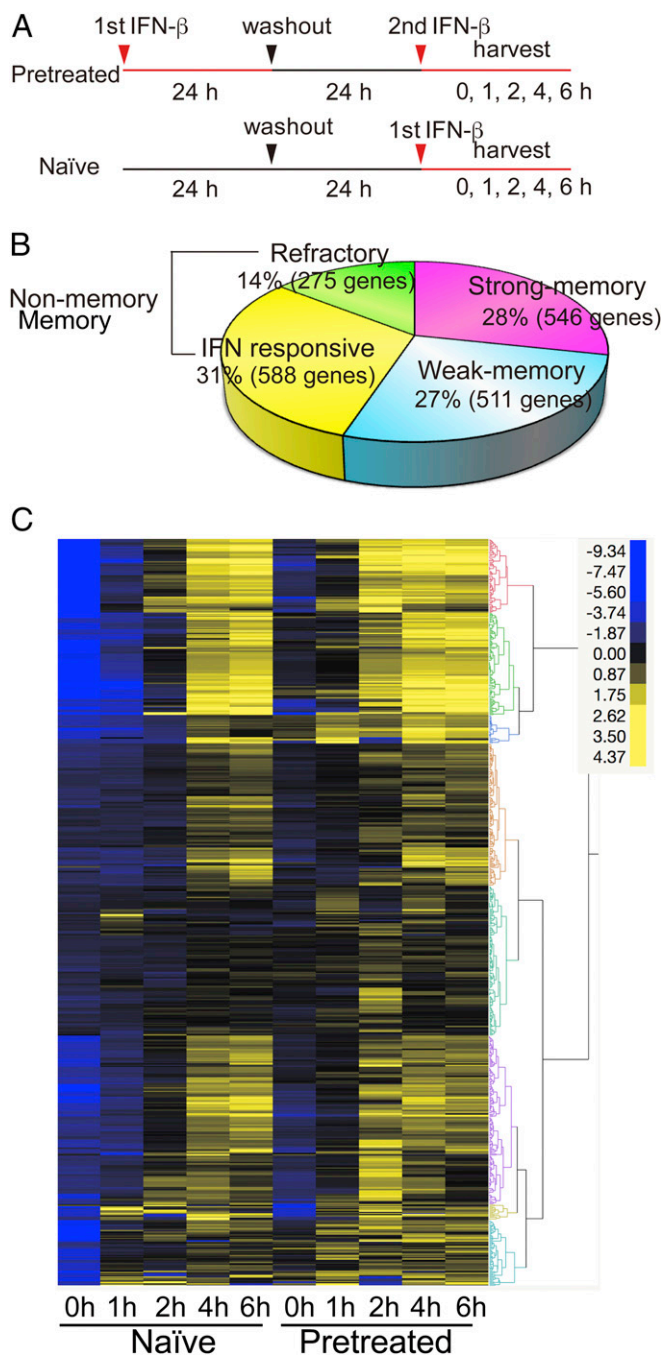 A
1st IFN-β washout 2nd IFN-β
Pretreated harvest
24 h 24 h 0, 1, 2, 4, 6 h
washout 1st IFN-β
Naïve harvest
24 h 24 h 0, 1, 2, 4, 6 h
B
Refractory
14% (275 genes)
Strong-memory
28% (546 genes)
Non-memory
Memory
IFN responsive
31% (588 genes)
Weak-memory
27% (511 genes)
C
-9.34
-7.47
-5.60
-3.74
-1.87
0.00
0.87
1.75
2.62
3.50
4.37
0h 1h 2h 4h 6h 0h 1h 2h 4h 6h
Naïve Pretreated